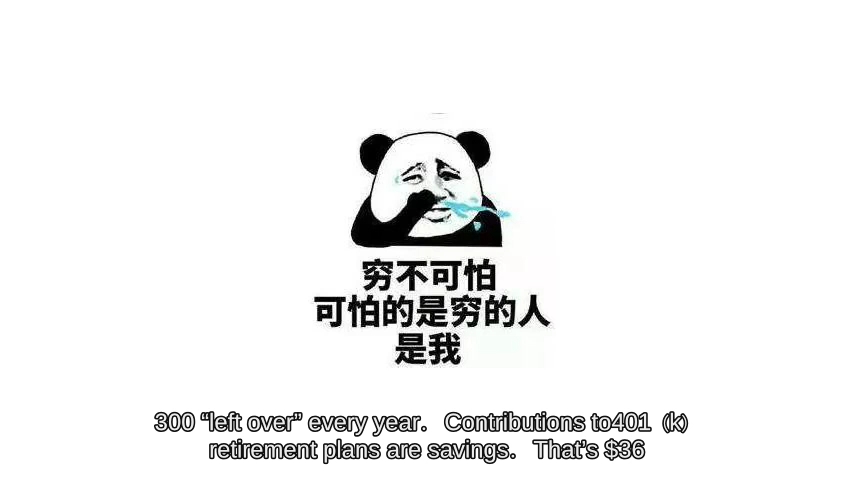 穷不可怕
可怕的是穷的人
是我
300 “left over” every year. Contributions to401 (k)
retirement plans are savings. That’s $36